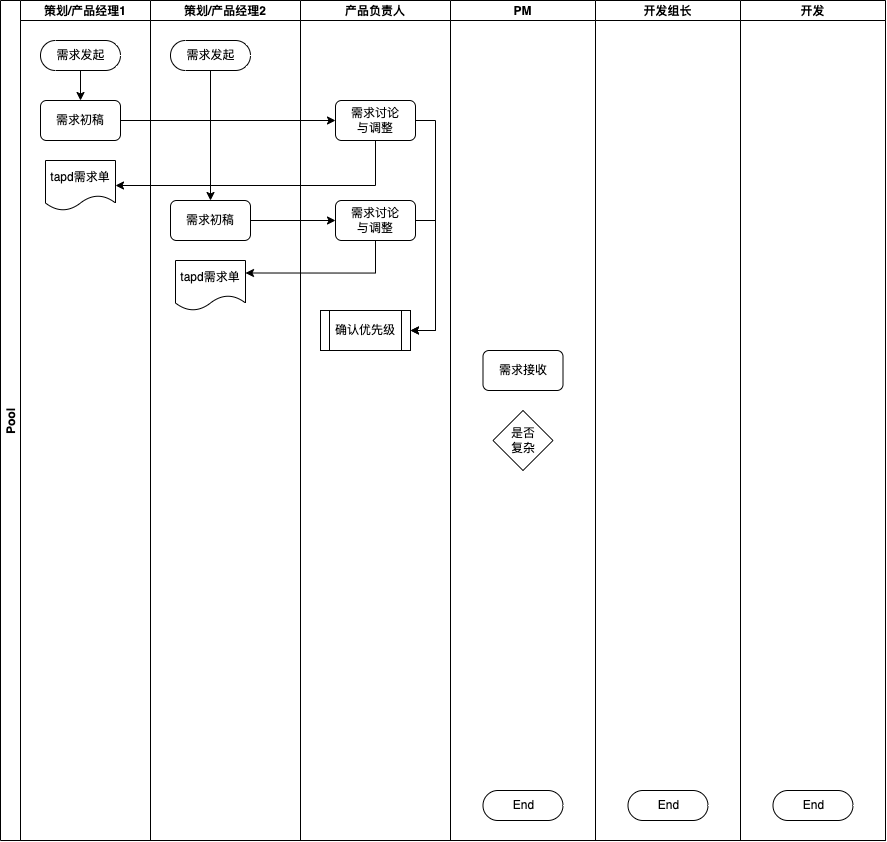 策划/产品经理1
策划/产品经理2
产品负责人
PM
开发组长
开发
Pool
需求发起
需求发起
需求初稿
需求讨论
与调整
tapd需求单
需求初稿
需求讨论
与调整
tapd需求单
确认优先级
需求接收
是否
复杂
End
End
End